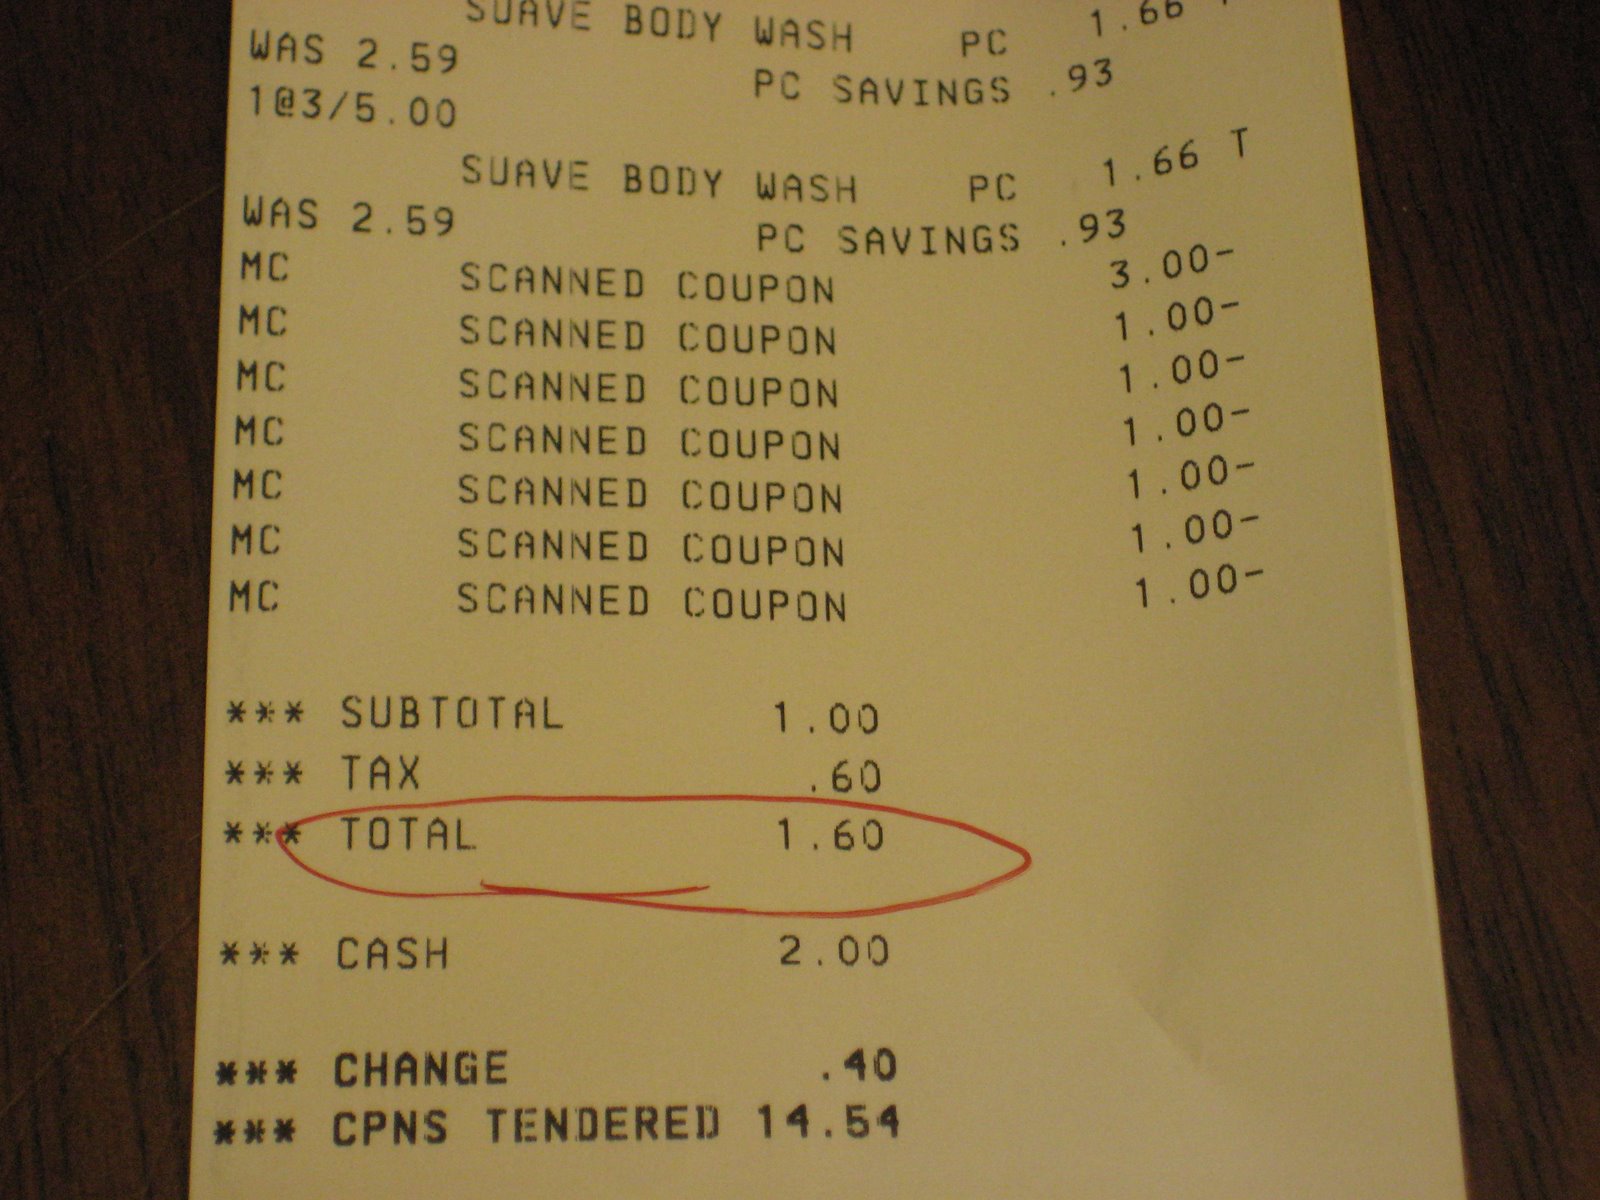 SUAVE BODY WASH PC 1.66 T
WAS 2.59 PC SAVINGS .93
1@3/5.00
SUAVE BODY WASH PC 1.66 T
WAS 2.59 PC SAVINGS .93
MC SCANNED COUPON 3.00-
MC SCANNED COUPON 1.00-
MC SCANNED COUPON 1.00-
MC SCANNED COUPON 1.00-
MC SCANNED COUPON 1.00-
MC SCANNED COUPON 1.00-
MC SCANNED COUPON 1.00-
*** SUBTOTAL 1.00
*** TAX .60
*** TOTAL 1.60
*** CASH 2.00
*** CHANGE .40
*** CPNS TENDERED 14.54